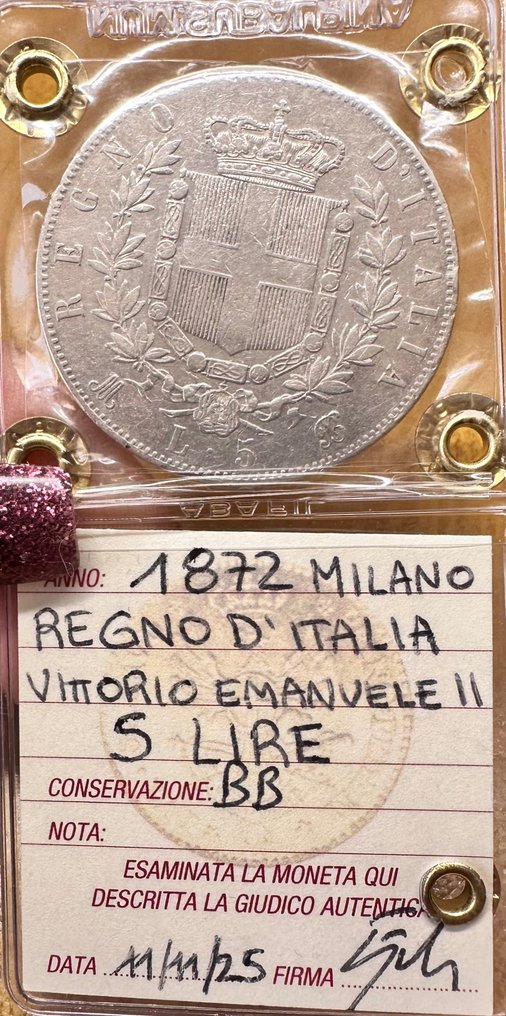 REGNO D'ITALIA
M
L 5
ANNO: 1872 MILANO
REGNO D'ITALIA
VITTORIO EMANUELE II
5 LIRE
CONSERVAZIONE: BB
NOTA:
ESAMINATA LA MONETA QUI
DESCRITTA LA GIUDICO AUTENTICA
DATA 11/11/25 FIRMA